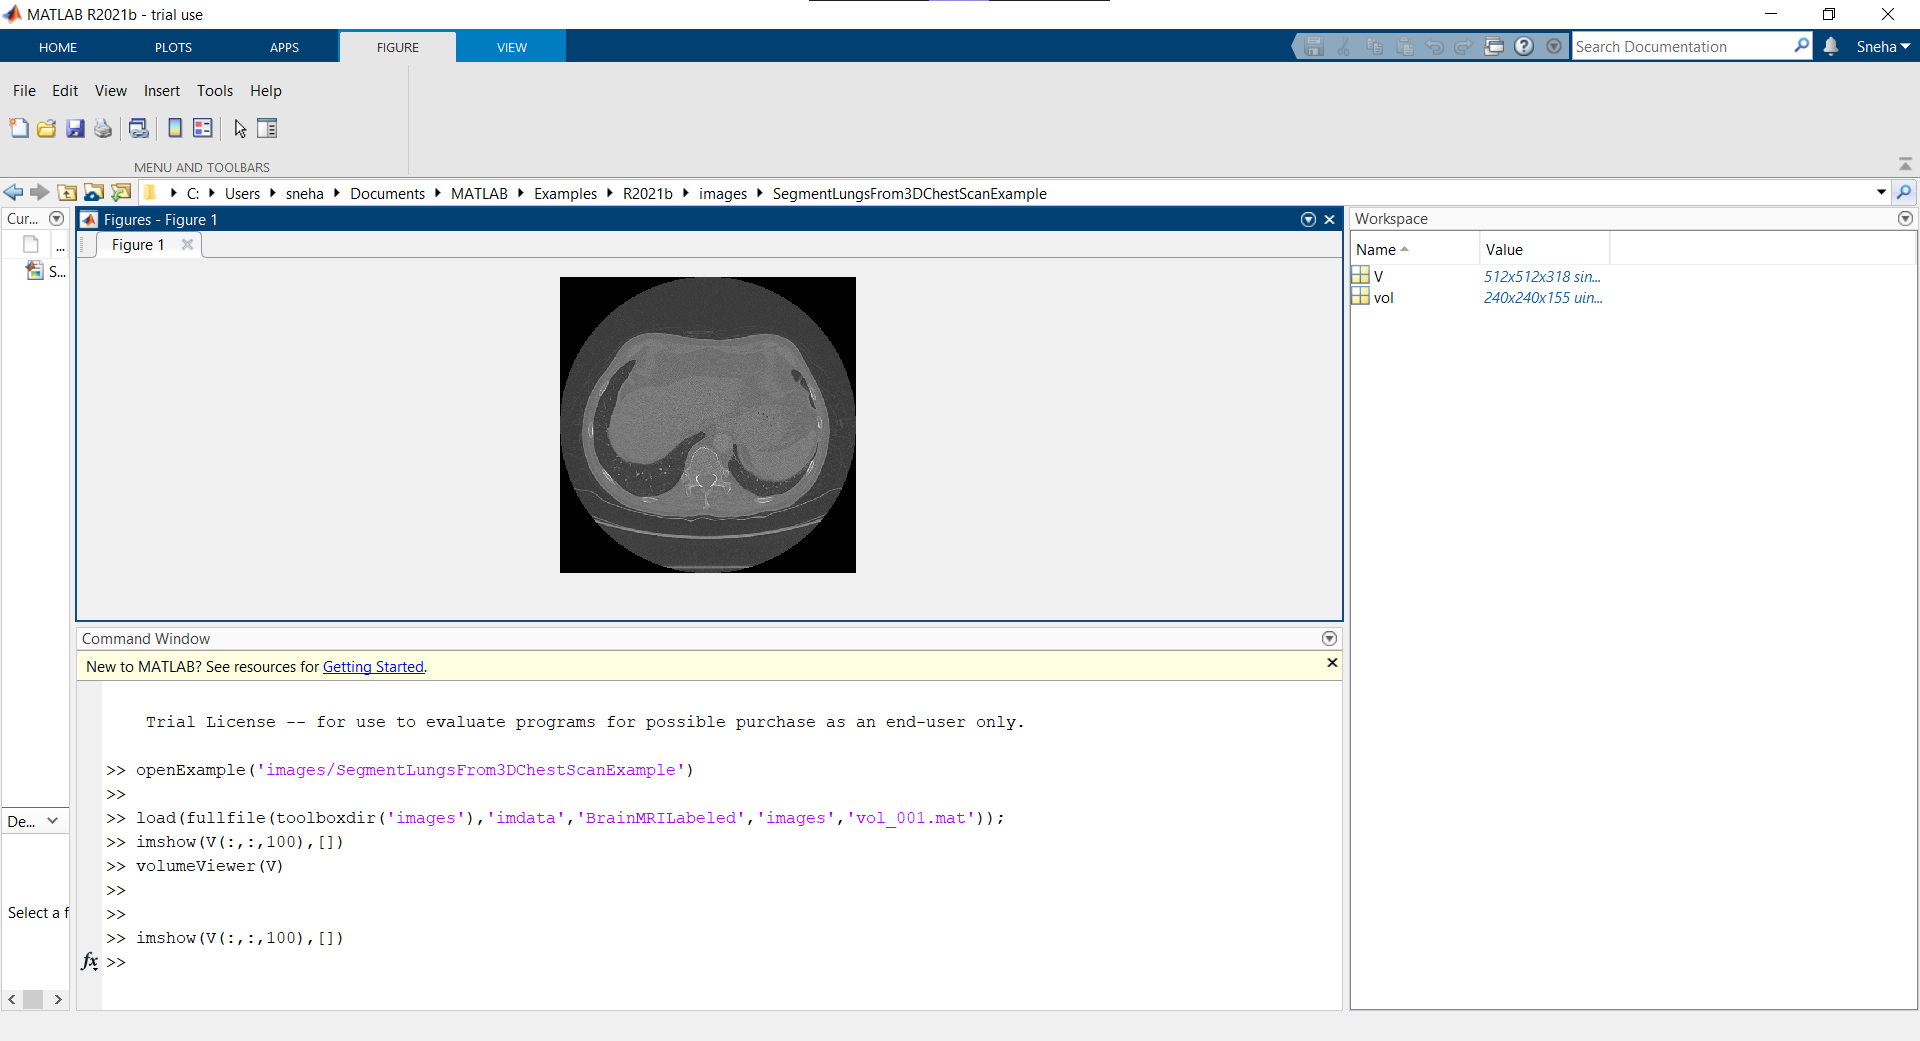 MATLAB R2021b - trial use
HOME PLOTS APPS FIGURE VIEW
Search Documentation
Sneha
File Edit View Insert Tools Help
MENU AND TOOLBARS
C: Users sneha Documents MATLAB Examples R2021b images SegmentLungsFrom3DChestScanExample
Cur...
...
S...
Figures - Figure 1
Figure 1
Workspace
Name Value
V 512x512x318 sin...
vol 240x240x155 uin...
Command Window
New to MATLAB? See resources for Getting Started.
Trial License -- for use to evaluate programs for possible purchase as an end-user only.
>> openExample('images/SegmentLungsFrom3DChestScanExample')
>>
>> load(fullfile(toolboxdir('images'),'imdata','BrainMRILabeled','images','vol_001.mat'));
>> imshow(V(:,:,100),[])
>> volumeViewer(V)
>>
>>
>> imshow(V(:,:,100),[])
fx >>
De...
Select a f